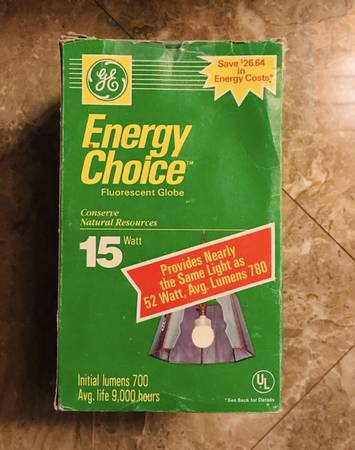 Save $26.64
in
Energy Costs*
GE
Energy
Choice™
Fluorescent Globe
Conserve
Natural Resources
15 Watt
Provides Nearly
the Same Light as
52 Watt, Avg. Lumens 780
Initial lumens 700
Avg. life 9,000 hours
UL
*See Back for Details